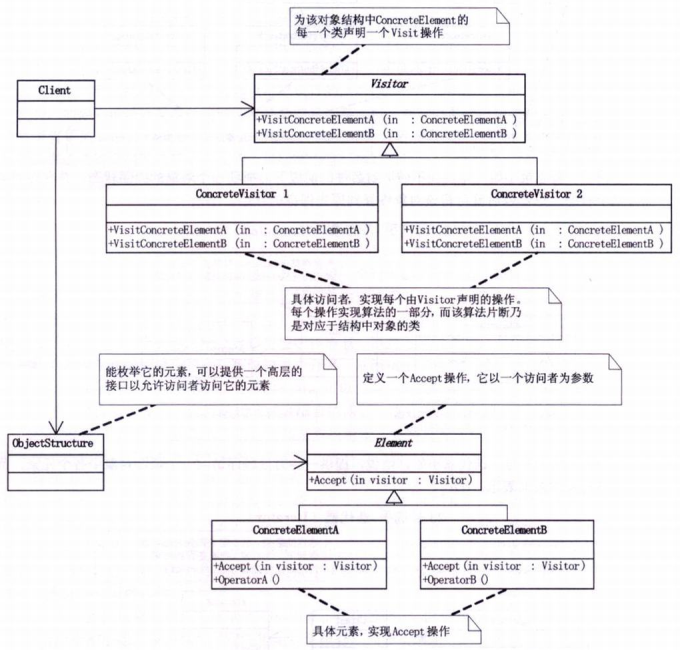 为该对象结构中ConcreteElement的
每一个类声明一个Visit操作
Client
Visitor
+VisitConcreteElementA (in : ConcreteElementA )
+VisitConcreteElementB (in : ConcreteElementB )
ConcreteVisitor 1
ConcreteVisitor 2
+VisitConcreteElementA (in : ConcreteElementA )
+VisitConcreteElementB (in : ConcreteElementB )
+VisitConcreteElementA (in : ConcreteElementA )
+VisitConcreteElementB (in : ConcreteElementB )
具体访问者，实现每个由Visitor声明的操作。
每个操作实现算法的一部分，而该算法片断乃
是对应于结构中对象的类
能枚举它的元素，可以提供一个高层的
接口以允许访问者访问它的元素
定义一个Accept操作，它以一个访问者为参数
ObjectStructure
Element
+Accept(in visitor : Visitor)
ConcreteElementA
ConcreteElementB
+Accept(in visitor : Visitor)
+OperatorA()
+Accept(in visitor : Visitor)
+OperatorB()
具体元素，实现Accept操作